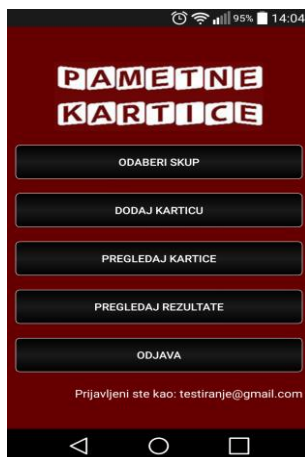 95% 14:04
PAMETNE
KARTICE
ODABERI SKUP
DODAJ KARTICU
PREGLEDAJ KARTICE
PREGLEDAJ REZULTATE
ODJAVA
Prijavljeni ste kao: testiranje@gmail.com